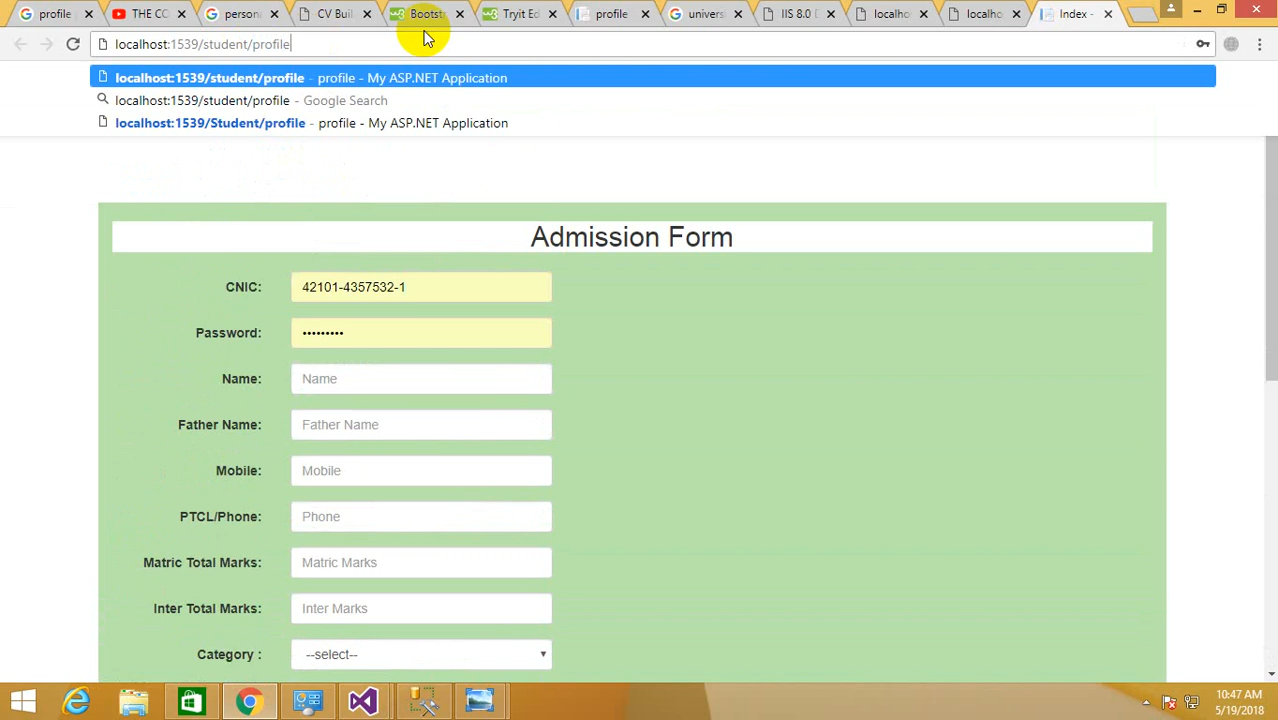 profile
THE CO
persona
CV Buil
Bootstr
Tryit Ed
profile
univers
IIS 8.0 D
localho
localho
Index -
localhost:1539/student/profile
localhost:1539/student/profile - profile - My ASP.NET Application
localhost:1539/student/profile - Google Search
localhost:1539/Student/profile - profile - My ASP.NET Application
Admission Form
CNIC: 42101-4357532-1
Password: •••••••••
Name: Name
Father Name: Father Name
Mobile: Mobile
PTCL/Phone: Phone
Matric Total Marks: Matric Marks
Inter Total Marks: Inter Marks
Category : --select--
10:47 AM
5/19/2018